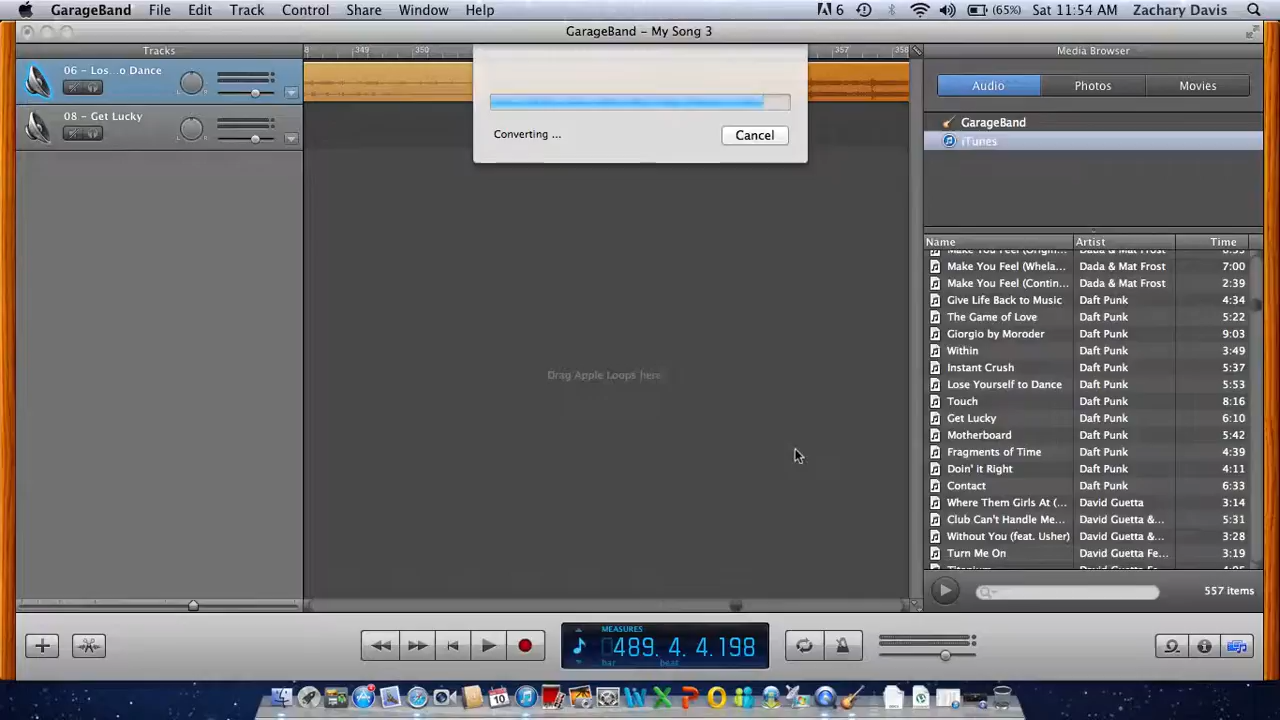 GarageBand File Edit Track Control Share Window Help 6 (65%) Sat 11:54 AM Zachary Davis
GarageBand – My Song 3
Tracks 349 350 357 358 Media Browser
06 – Los...o Dance
08 – Get Lucky
Converting ...
Cancel
Audio Photos Movies
GarageBand
iTunes
Name Artist Time
Make You Feel (Whela... Dada & Mat Frost 7:00
Make You Feel (Contin... Dada & Mat Frost 2:39
Give Life Back to Music Daft Punk 4:34
The Game of Love Daft Punk 5:22
Giorgio by Moroder Daft Punk 9:03
Within Daft Punk 3:49
Instant Crush Daft Punk 5:37
Lose Yourself to Dance Daft Punk 5:53
Touch Daft Punk 8:16
Get Lucky Daft Punk 6:10
Motherboard Daft Punk 5:42
Fragments of Time Daft Punk 4:39
Doin' it Right Daft Punk 4:11
Contact Daft Punk 6:33
Where Them Girls At (... David Guetta 3:14
Club Can't Handle Me... David Guetta &... 5:31
Without You (feat. Usher) David Guetta &... 3:28
Turn Me On David Guetta Fe... 3:19
Drag Apple Loops here
557 items
MEASURES
489. 4. 4.198
bar beat